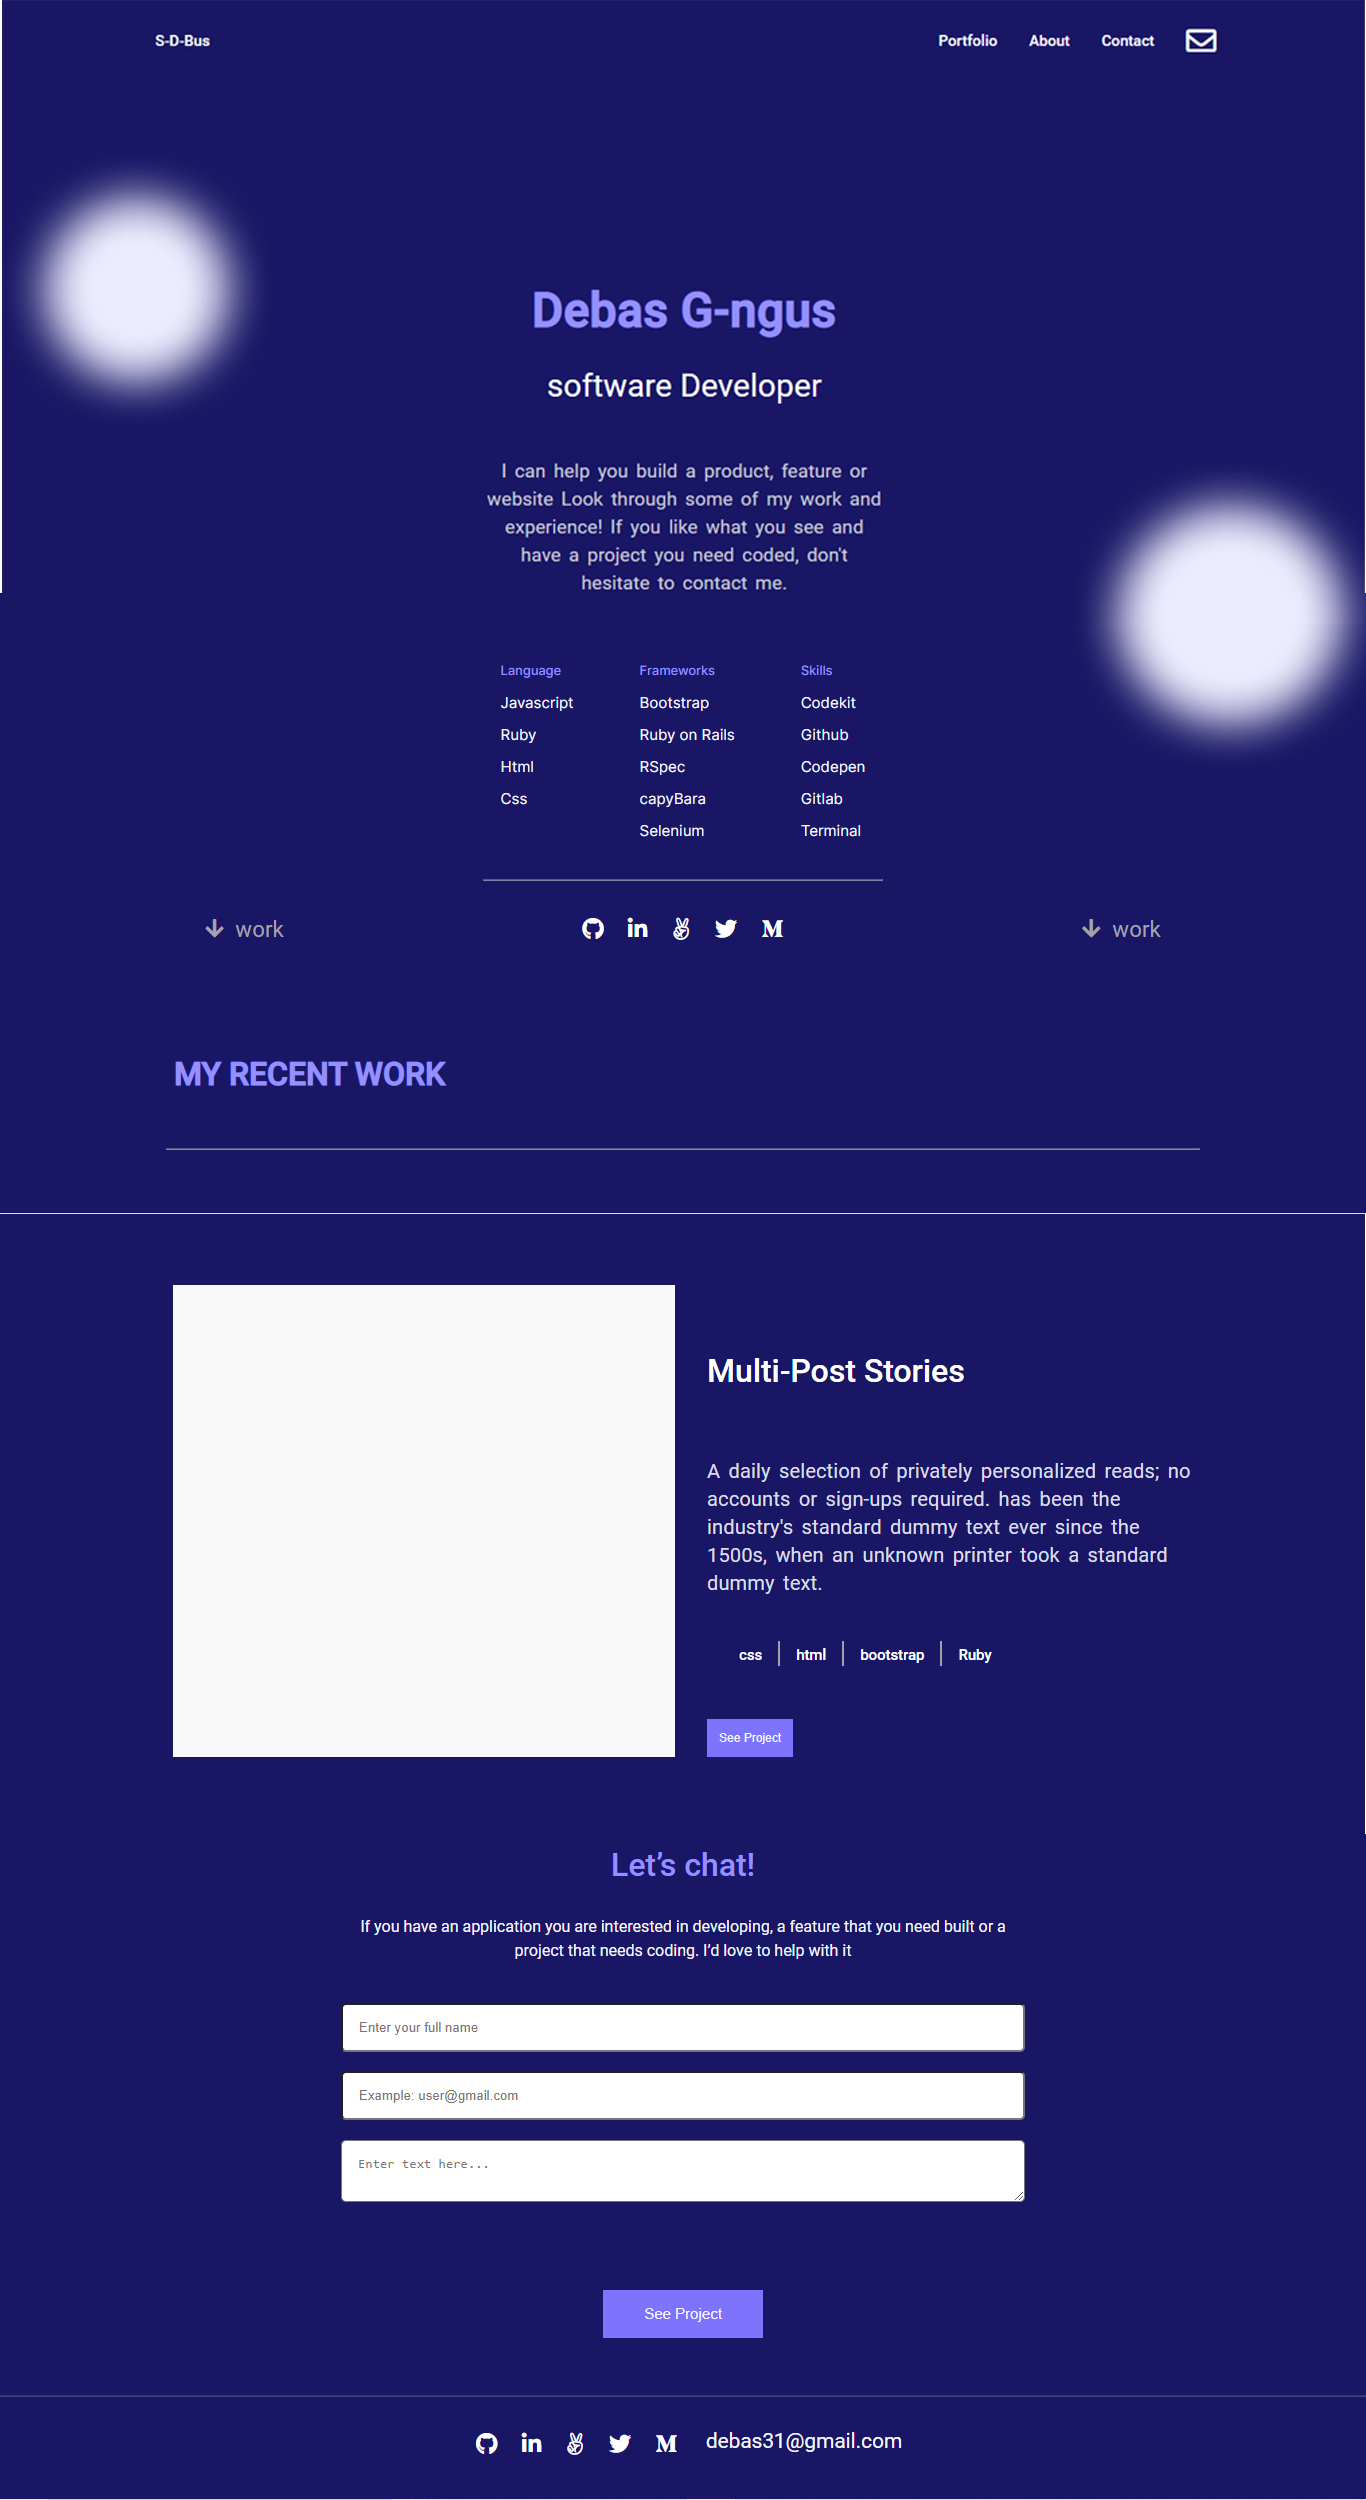 S-D-Bus
Portfolio About Contact
Debas G-ngus
software Developer
I can help you build a product, feature or
website Look through some of my work and
experience! If you like what you see and
have a project you need coded, don't
hesitate to contact me.
Language
Javascript
Ruby
Html
Css
Frameworks
Bootstrap
Ruby on Rails
RSpec
capyBara
Selenium
Skills
Codekit
Github
Codepen
Gitlab
Terminal
work
work
MY RECENT WORK
Multi-Post Stories
A daily selection of privately personalized reads; no
accounts or sign-ups required. has been the
industry's standard dummy text ever since the
1500s, when an unknown printer took a standard
dummy text.
css html bootstrap Ruby
See Project
Let’s chat!
If you have an application you are interested in developing, a feature that you need built or a
project that needs coding. I’d love to help with it
Enter your full name
Example: user@gmail.com
Enter text here...
See Project
debas31@gmail.com